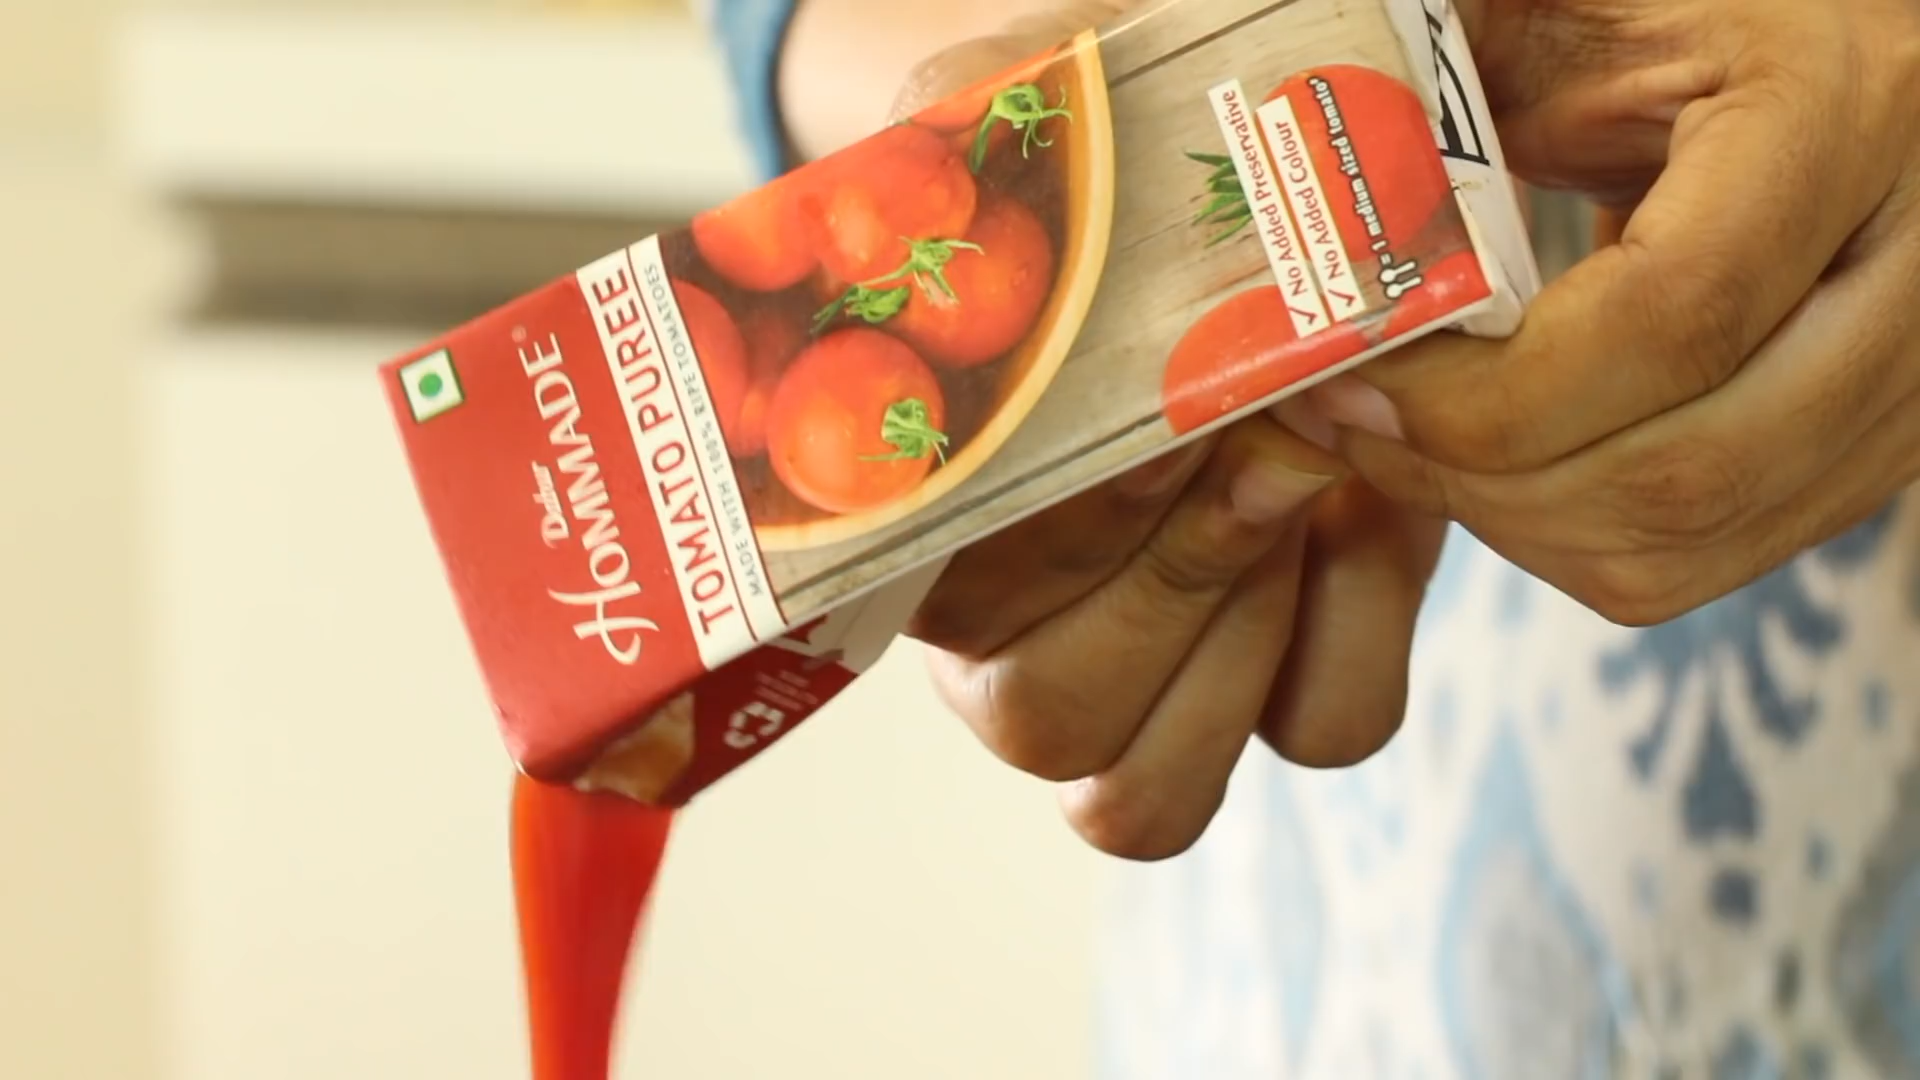 Dabur
HOMMADE®
TOMATO PUREE
MADE WITH 100% RIPE TOMATOES
✓ No Added Preservative
✓ No Added Colour
= 1 medium sized tomato*